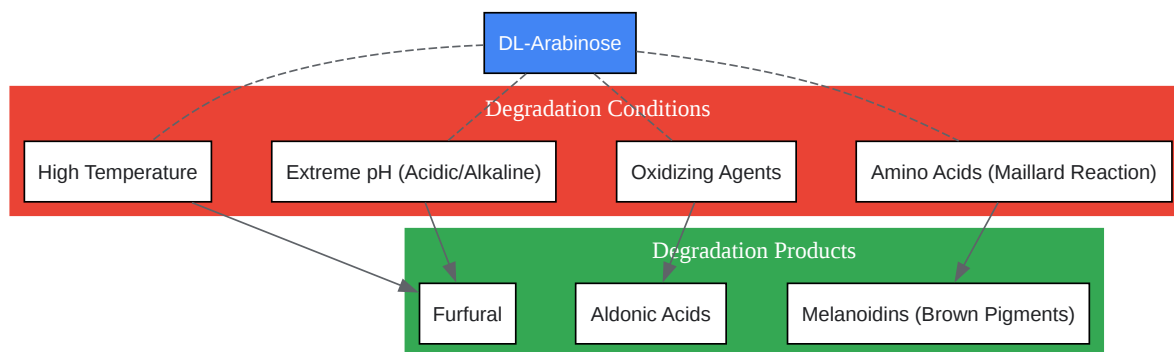 DL-Arabinose
Degradation Conditions
High Temperature
Extreme pH (Acidic/Alkaline)
Oxidizing Agents
Amino Acids (Maillard Reaction)
Degradation Products
Furfural
Aldonic Acids
Melanoidins (Brown Pigments)